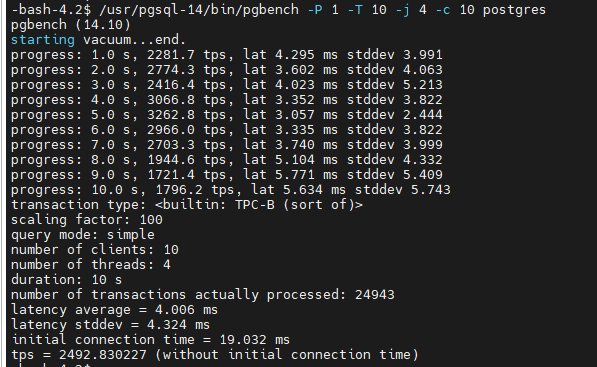 -bash-4.2$ /usr/pgsql-14/bin/pgbench -P 1 -T 10 -j 4 -c 10 postgres
pgbench (14.10)
starting vacuum...end.
progress: 1.0 s, 2281.7 tps, lat 4.295 ms stddev 3.991
progress: 2.0 s, 2774.3 tps, lat 3.602 ms stddev 4.063
progress: 3.0 s, 2416.4 tps, lat 4.023 ms stddev 5.213
progress: 4.0 s, 3066.8 tps, lat 3.352 ms stddev 3.822
progress: 5.0 s, 3262.8 tps, lat 3.057 ms stddev 2.444
progress: 6.0 s, 2966.0 tps, lat 3.335 ms stddev 3.822
progress: 7.0 s, 2703.3 tps, lat 3.740 ms stddev 3.999
progress: 8.0 s, 1944.6 tps, lat 5.104 ms stddev 4.332
progress: 9.0 s, 1721.4 tps, lat 5.771 ms stddev 5.409
progress: 10.0 s, 1796.2 tps, lat 5.634 ms stddev 5.743
transaction type: <builtin: TPC-B (sort of)>
scaling factor: 100
query mode: simple
number of clients: 10
number of threads: 4
duration: 10 s
number of transactions actually processed: 24943
latency average = 4.006 ms
latency stddev = 4.324 ms
initial connection time = 19.032 ms
tps = 2492.830227 (without initial connection time)